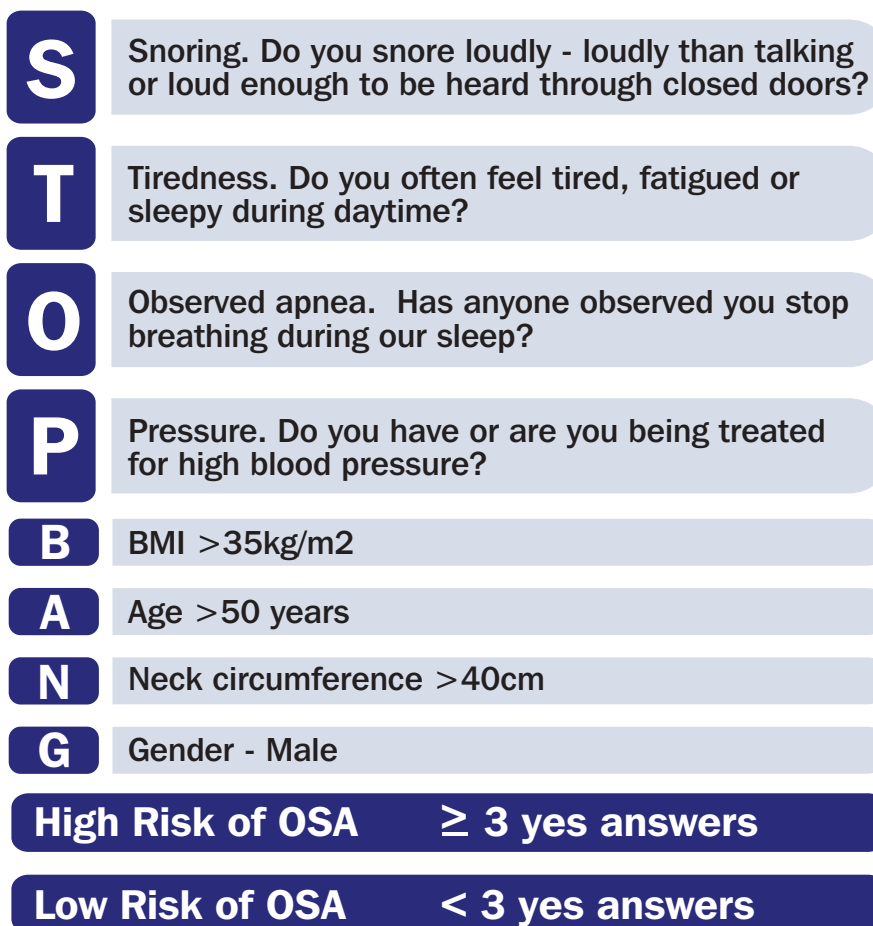 S
Snoring. Do you snore loudly - loudly than talking
or loud enough to be heard through closed doors?
T
Tiredness. Do you often feel tired, fatigued or
sleepy during daytime?
O
Observed apnea.  Has anyone observed you stop
breathing during our sleep?
P
Pressure. Do you have or are you being treated
for high blood pressure?
B BMI >35kg/m2
A Age >50 years
N Neck circumference >40cm
G Gender - Male
High Risk of OSA ≥ 3 yes answers
Low Risk of OSA < 3 yes answers